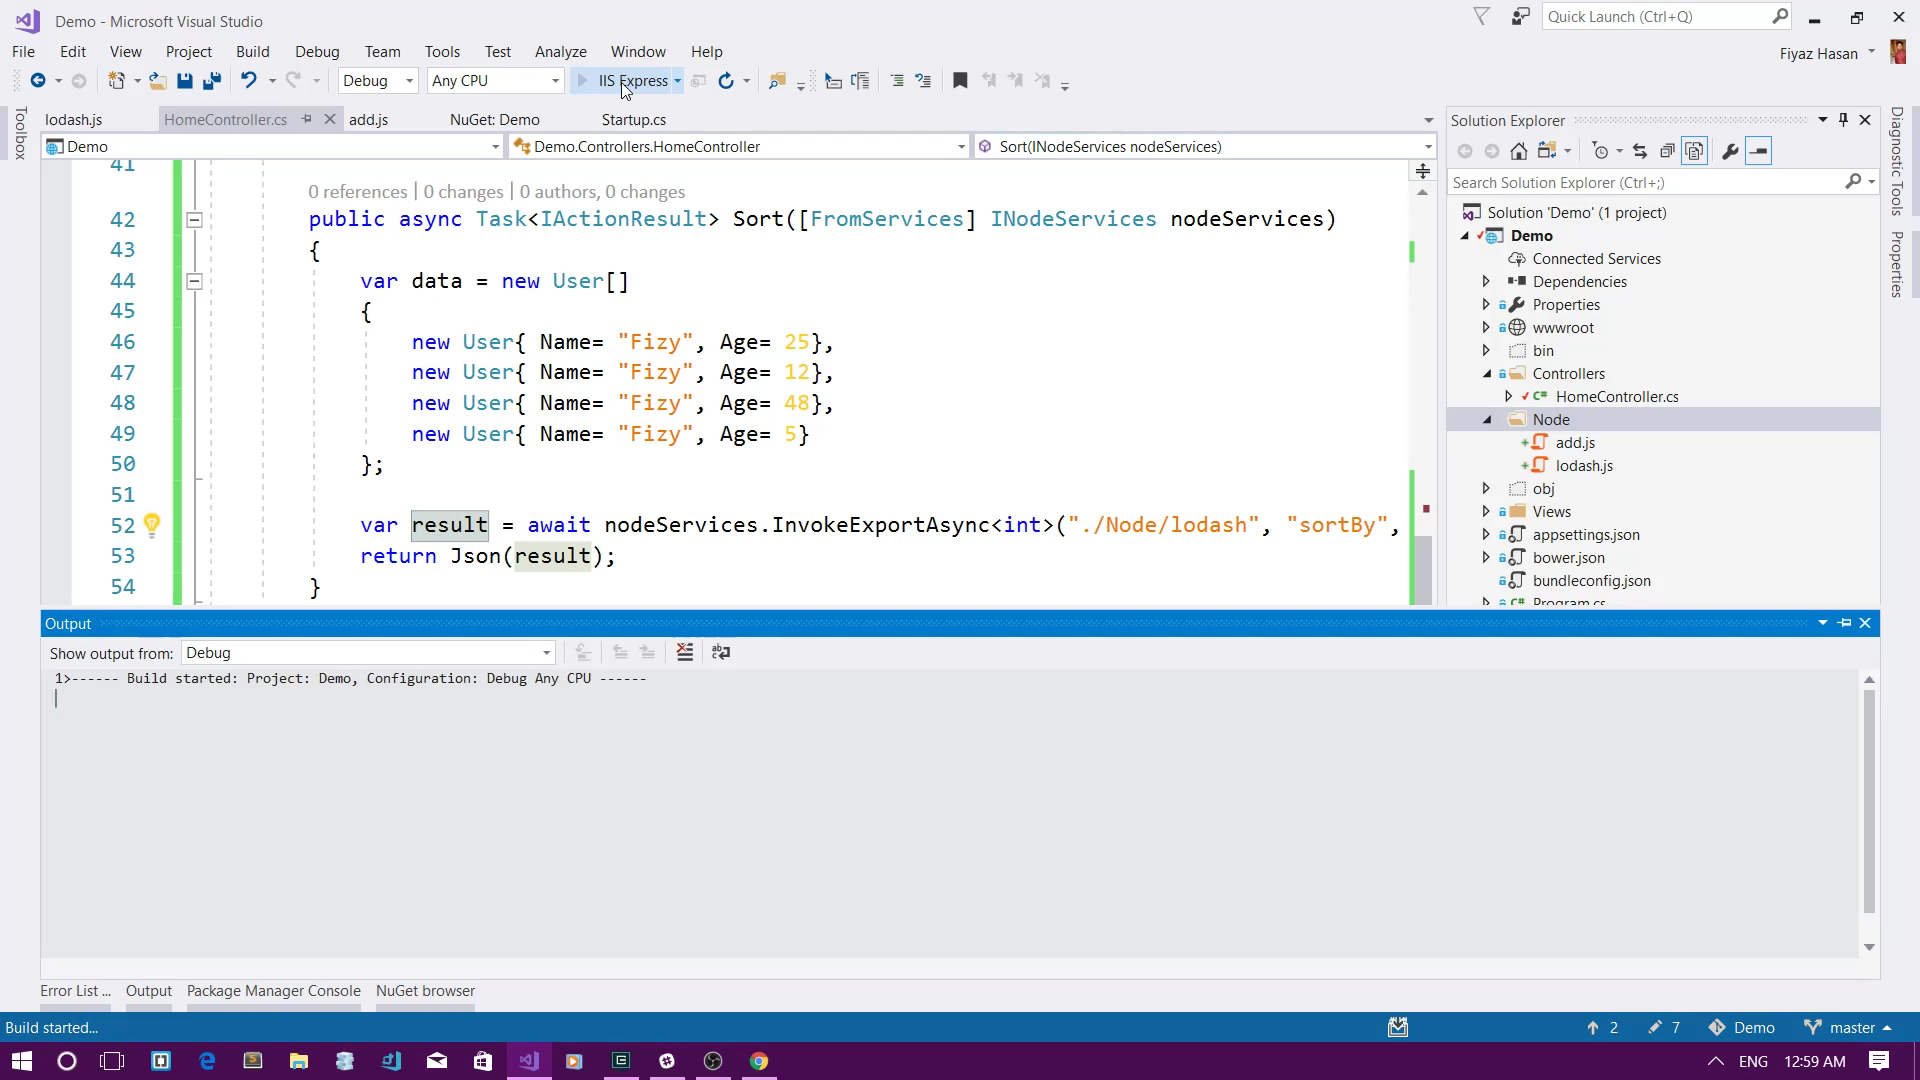 Demo - Microsoft Visual Studio
Quick Launch (Ctrl+Q)
File Edit View Project Build Debug Team Tools Test Analyze Window Help
Fiyaz Hasan
Debug Any CPU IIS Express
Toolbox
lodash.js HomeController.cs add.js NuGet: Demo Startup.cs
Demo Demo.Controllers.HomeController Sort(INodeServices nodeServices)
41
0 references | 0 changes | 0 authors, 0 changes
42 public async Task<IActionResult> Sort([FromServices] INodeServices nodeServices)
43 {
44 var data = new User[]
45 {
46 new User{ Name= "Fizy", Age= 25},
47 new User{ Name= "Fizy", Age= 12},
48 new User{ Name= "Fizy", Age= 48},
49 new User{ Name= "Fizy", Age= 5}
50 };
51
52 var result = await nodeServices.InvokeExportAsync<int>("./Node/lodash", "sortBy",
53 return Json(result);
54 }
Solution Explorer
Search Solution Explorer (Ctrl+;)
Solution 'Demo' (1 project)
Demo
Connected Services
Dependencies
Properties
wwwroot
bin
Controllers
C# HomeController.cs
Node
add.js
lodash.js
obj
Views
appsettings.json
bower.json
bundleconfig.json
C# Program.cs
Diagnostic Tools
Properties
Output
Show output from: Debug
1>------ Build started: Project: Demo, Configuration: Debug Any CPU ------
Error List ... Output Package Manager Console NuGet browser
Build started...
2 7 Demo master
ENG 12:59 AM